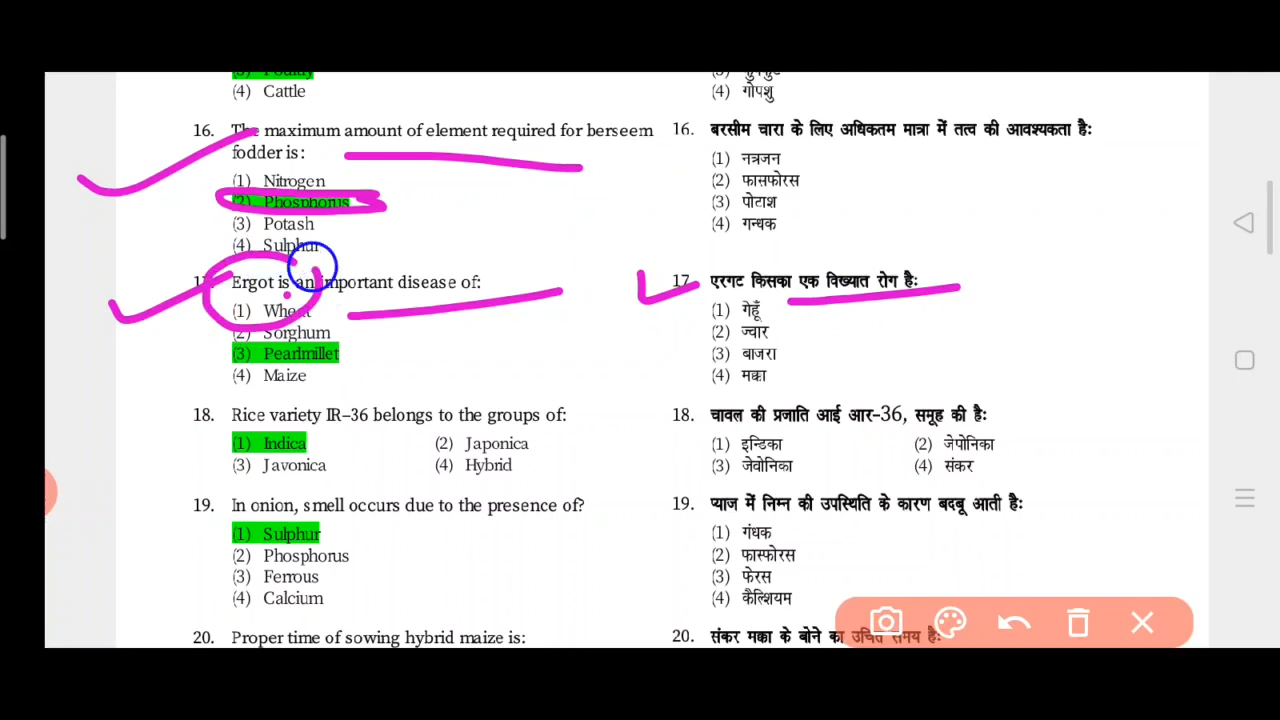 (3) Poultry
(4) Cattle
16. The maximum amount of element required for berseem
fodder is :
(1) Nitrogen
(2) Phosphorus
(3) Potash
(4) Sulphur
17. Ergot is an important disease of:
(1) Wheat
(2) Sorghum
(3) Pearlmillet
(4) Maize
18. Rice variety IR–36 belongs to the groups of:
(1) Indica (2) Japonica
(3) Javonica (4) Hybrid
19. In onion, smell occurs due to the presence of?
(1) Sulphur
(2) Phosphorus
(3) Ferrous
(4) Calcium
20. Proper time of sowing hybrid maize is:
(4) गोपशु
16. बरसीम चारा के लिए अधिकतम मात्रा में तत्व की आवश्यकता है:
(1) नत्रजन
(2) फासफोरस
(3) पोटाश
(4) गन्धक
17. एरगट किसका एक विख्यात रोग है:
(1) गेहूँ
(2) ज्वार
(3) बाजरा
(4) मक्का
18. चावल की प्रजाति आई आर–36, समूह की है:
(1) इन्डिका (2) जेपोनिका
(3) जेवोनिका (4) संकर
19. प्याज में निम्न की उपस्थिति के कारण बदबू आती है:
(1) गंधक
(2) फास्फोरस
(3) फेरस
(4) कैल्शियम
20. संकर मक्का के बोने का उचित समय है: